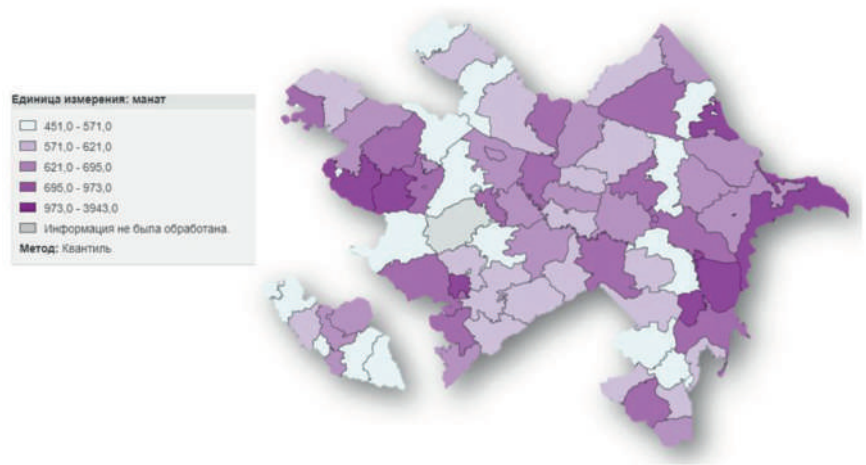 Единица измерения: манат
451,0 - 571,0
571,0 - 621,0
621,0 - 695,0
695,0 - 973,0
973,0 - 3943,0
Информация не была обработана.
Метод: Квантиль